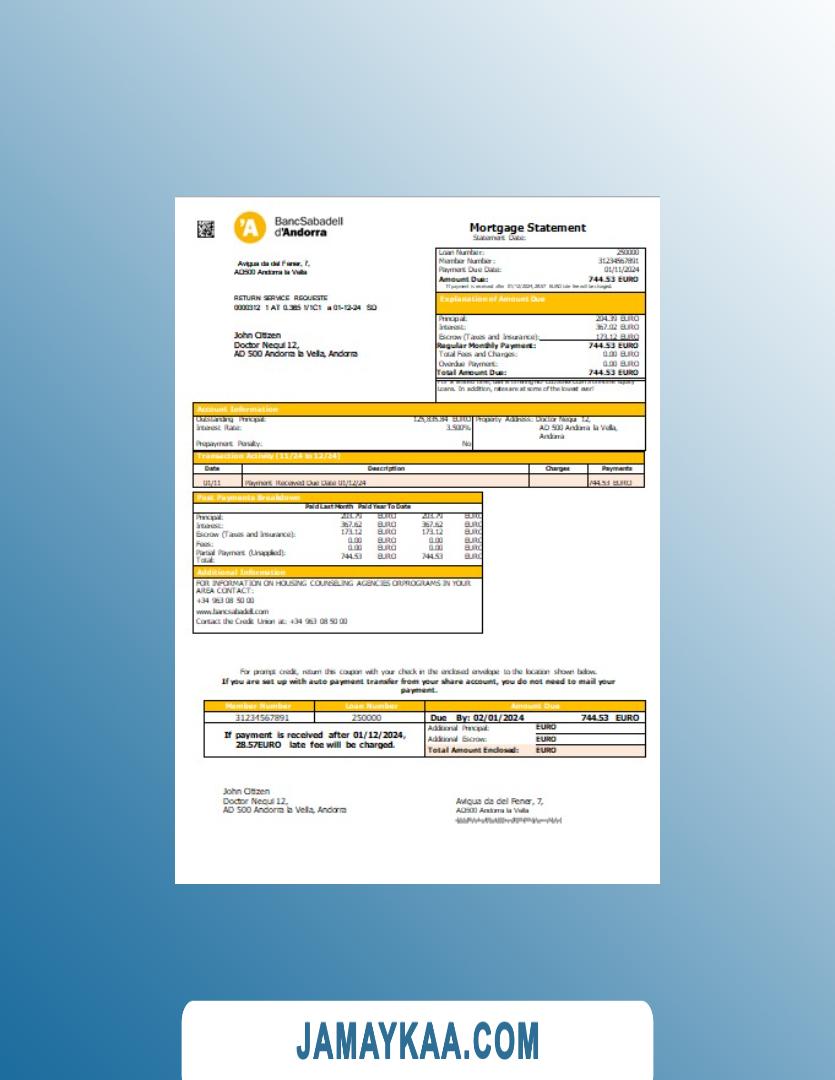 BancSabadell
d'Andorra
Mortgage Statement
Statement Date:
Avigua da del Fener, 7,
AD500 Andorra la Vella
Loan Number: 250000
Member Number: 31234567891
Payment Due Date: 01/11/2024
Amount Due: 744.53 EURO
If payment is received after 01/12/2024, 28.57 EURO late fee will be charged.
RETURN SERVICE REQUESTE
0000312 1 AT 0.365 1/1C1 a 01-12-24 SD
Explanation of Amount Due
Principal: 204.39 EURO
Interest: 367.02 EURO
Escrow (Taxes and Insurance): 173.12 EURO
Regular Monthly Payment: 744.53 EURO
Total Fees and Charges: 0.00 EURO
Overdue Payment: 0.00 EURO
Total Amount Due: 744.53 EURO
John Citizen
Doctor Nequi 12,
AD 500 Andorra la Vella, Andorra
Loans. In addition, rates are at some of the lowest ever!
Account Information
Outstanding Principal: 125,835.84 EURO
Interest Rate: 3.500%
Prepayment Penalty: No
Property Address: Doctor Nequi 12,
AD 500 Andorra la Vella,
Andorra
Transaction Activity (11/24 to 12/24)
Date Description Charges Payments
01/11 Payment Received Due Date 01/12/24 744.53 EURO
Past Payments Breakdown
Paid Last Month Paid Year To Date
Principal: 203.79 EURO 203.79 EURO
Interest: 367.62 EURO 367.62 EURO
Escrow (Taxes and Insurance): 173.12 EURO 173.12 EURO
Fees: 0.00 EURO 0.00 EURO
Partial Payment (Unapplied): 0.00 EURO 0.00 EURO
Total: 744.53 EURO 744.53 EURO
Additional Information
FOR INFORMATION ON HOUSING COUNSELING AGENCIES ORPROGRAMS IN YOUR
AREA CONTACT:
+34 963 08 50 00
www.bancsabadell.com
Contact the Credit Union at: +34 963 08 50 00
For prompt credit, return this coupon with your check in the enclosed envelope to the location shown below.
If you are set up with auto payment transfer from your share account, you do not need to mail your
payment.
Member Number Loan Number Amount Due
31234567891 250000 Due By: 02/01/2024 744.53 EURO
If payment is received after 01/12/2024,
28.57EURO late fee will be charged.
Additional Principal: EURO
Additional Escrow: EURO
Total Amount Enclosed: EURO
John Citizen
Doctor Nequi 12,
AD 500 Andorra la Vella, Andorra
Avigua da del Fener, 7,
AD500 Andorra la Vella
JAMAYKAA.COM